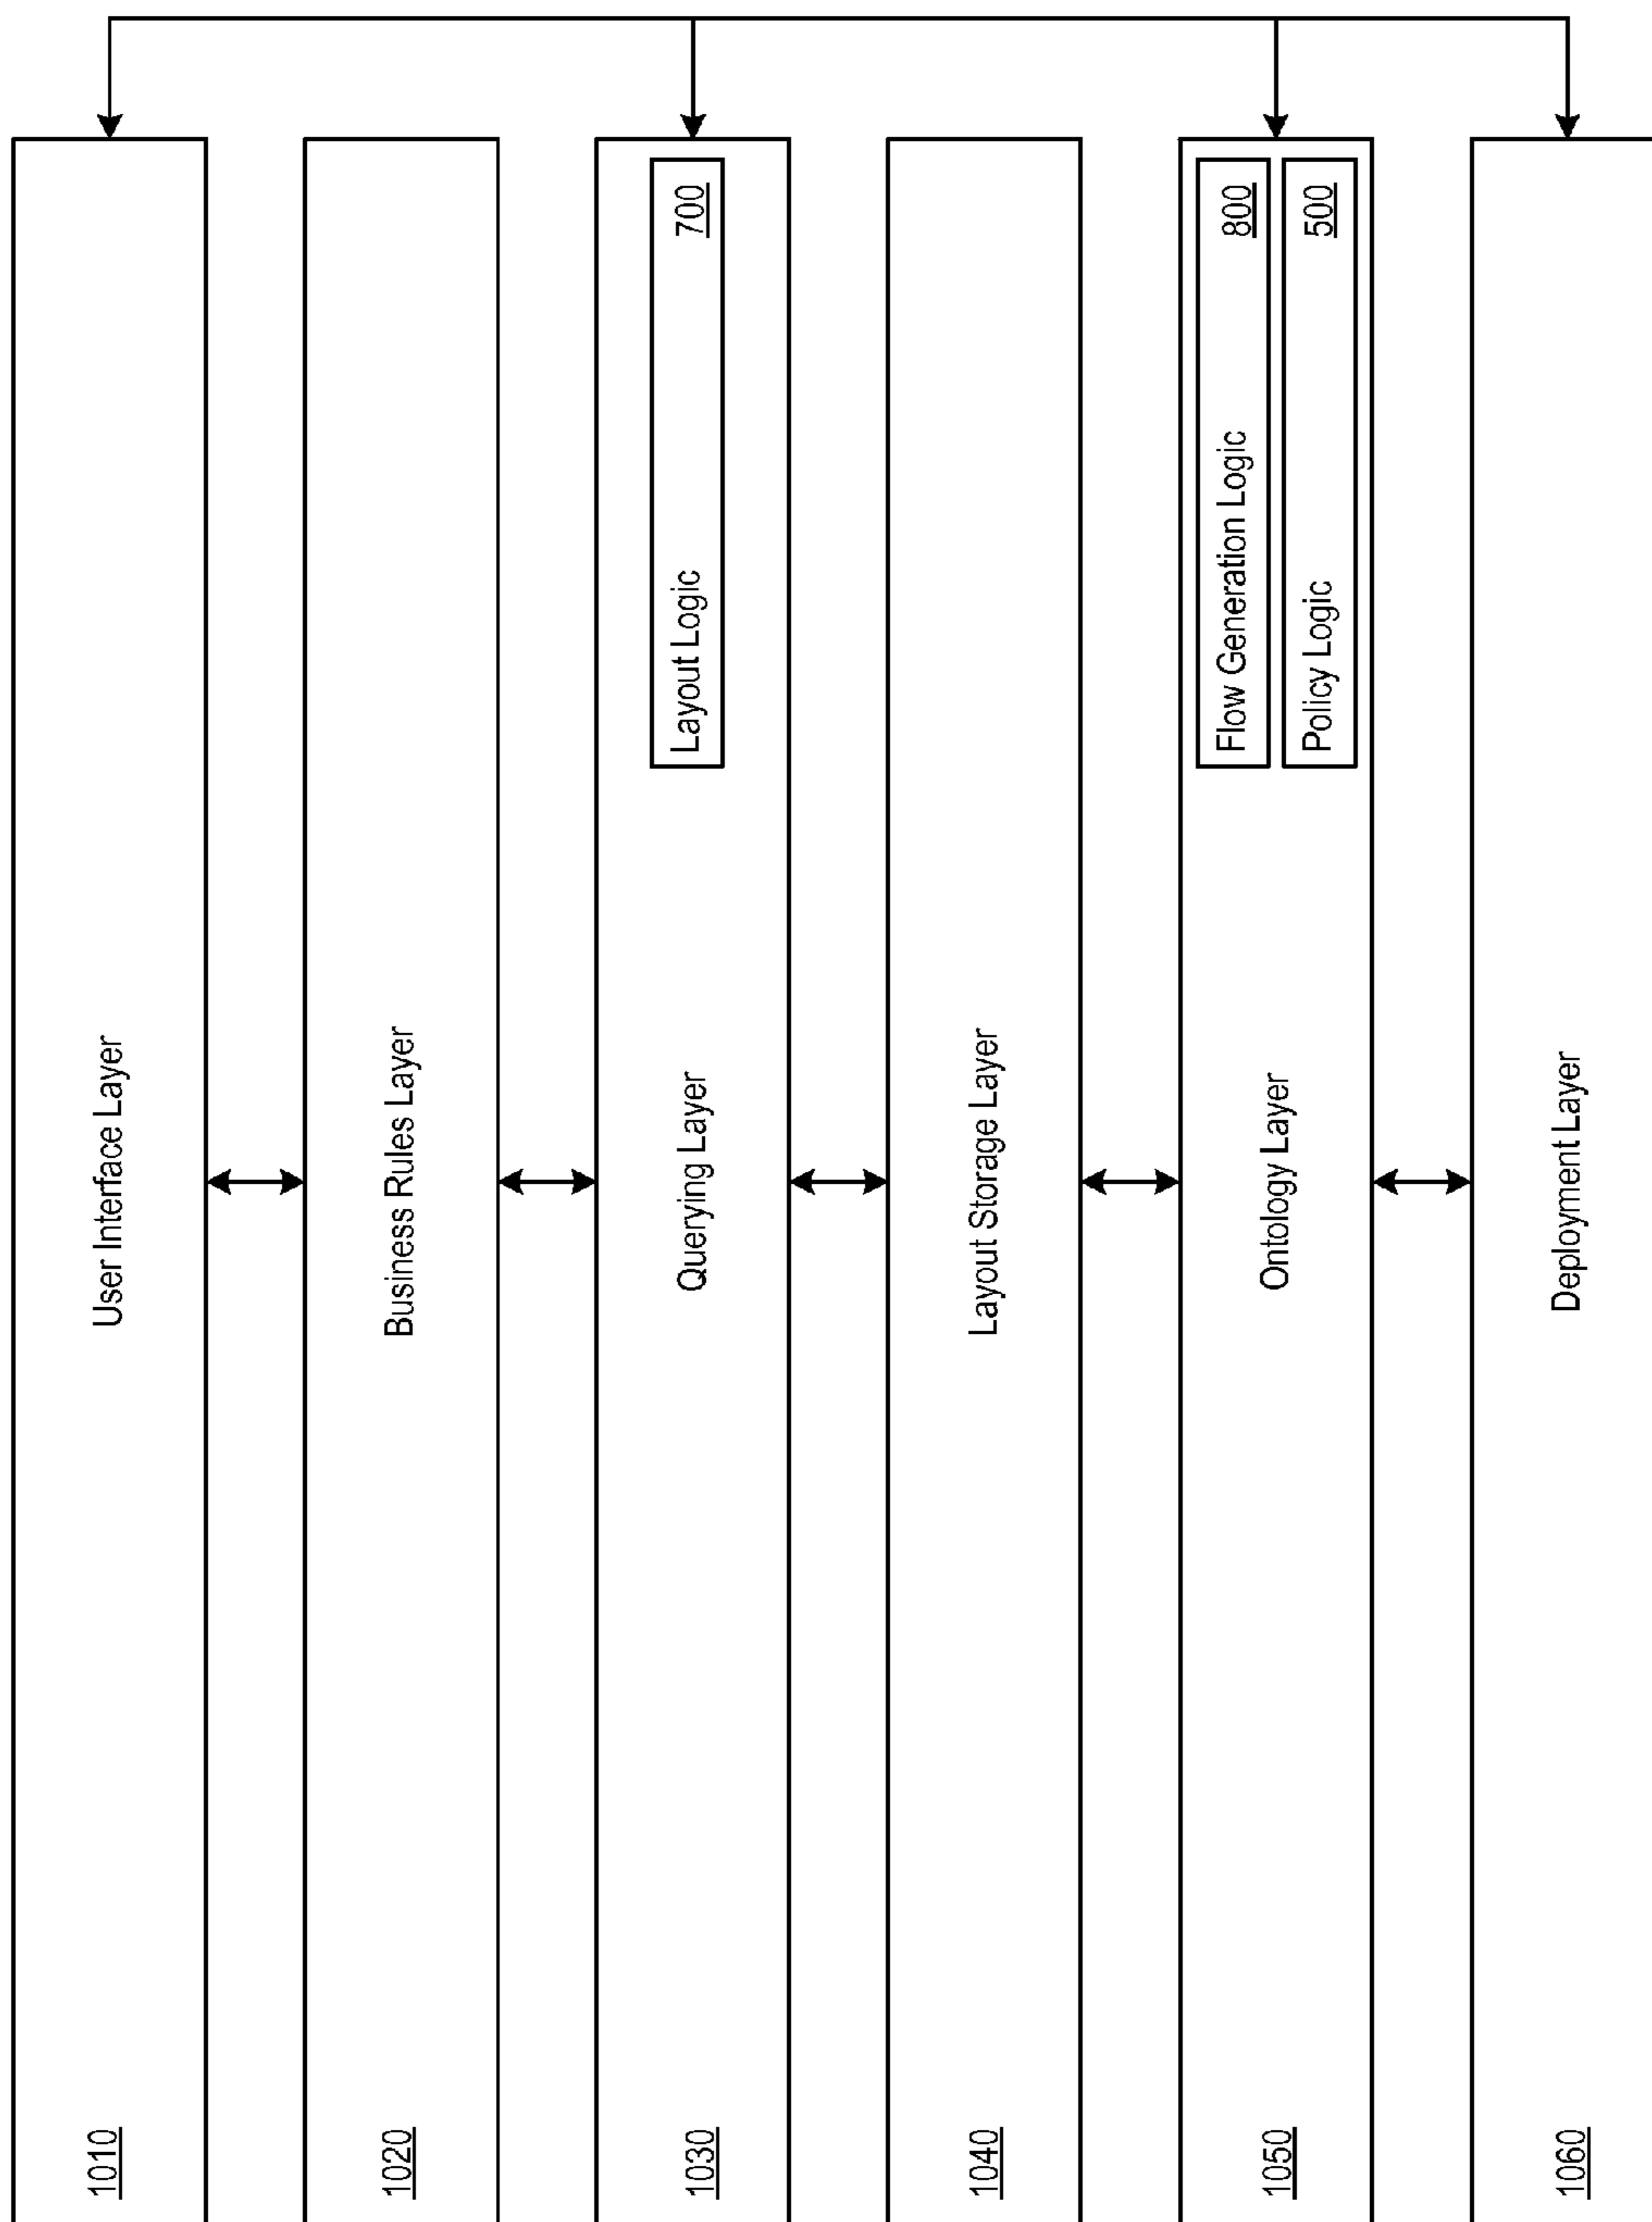 1010
User Interface Layer
1020
Business Rules Layer
1030
Querying Layer
Layout Logic 700
1040
Layout Storage Layer
1050
Ontology Layer
Flow Generation Logic 800
Policy Logic 500
1060
Deployment Layer